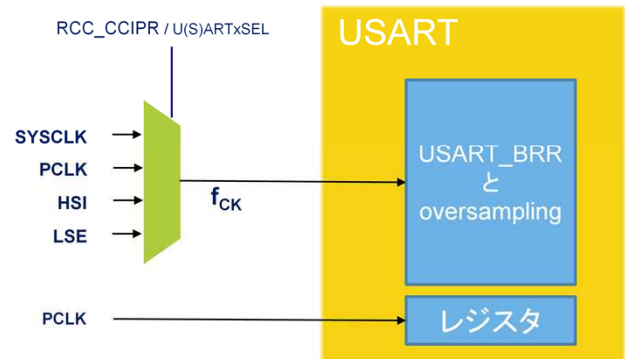 RCC_CCIPR / U(S)ARTxSEL
USART
SYSCLK
PCLK
HSI
LSE
fCK
USART_BRR
と
oversampling
PCLK
レジスタ